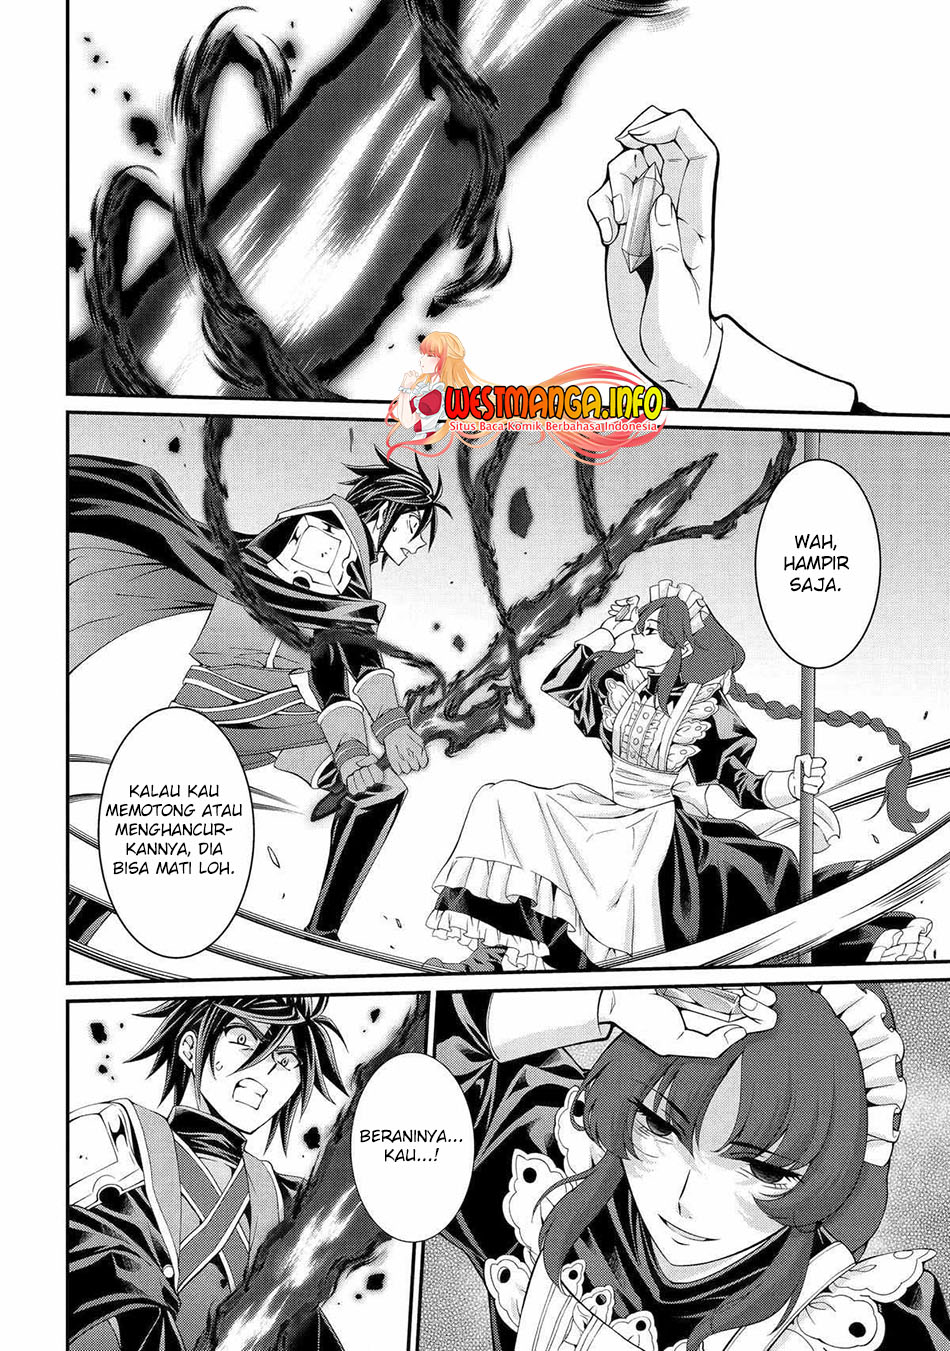 WESTMANGA.INFO
Situs Baca Komik Berbahasa Indonesia
WAH,
HAMPIR
SAJA.
KALAU KAU
MEMOTONG ATAU
MENGHANCUR-
KANNYA, DIA
BISA MATI LOH.
BERANINYA...
KAU...!